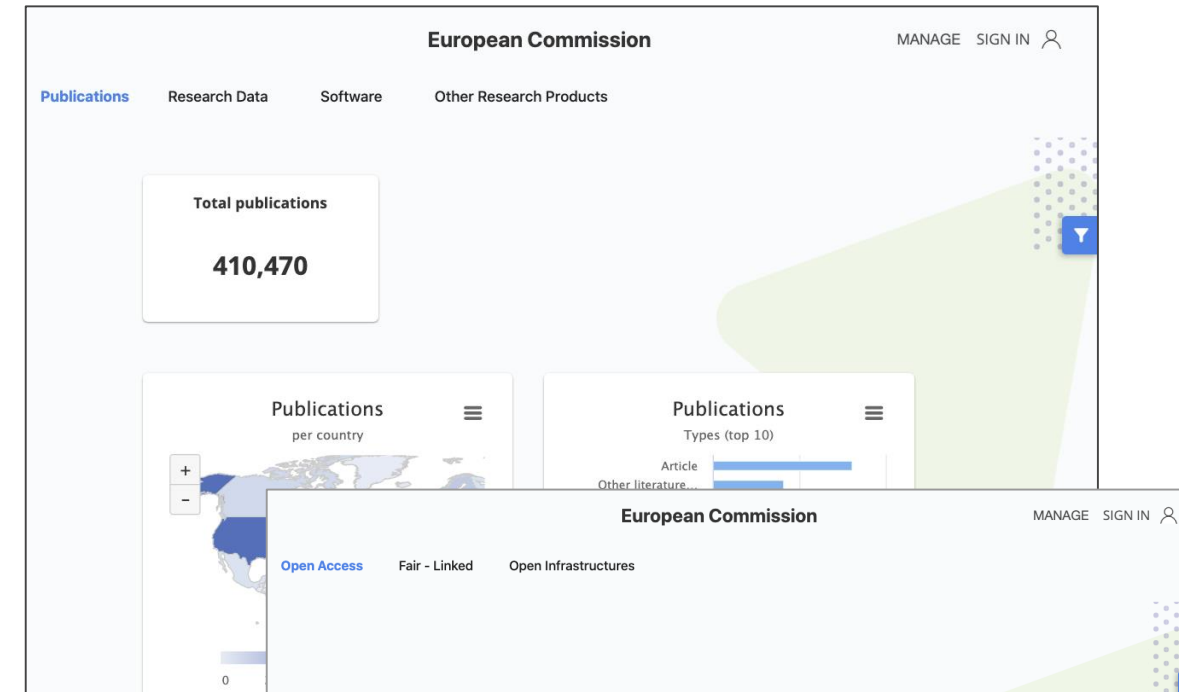 European Commission
MANAGE SIGN IN
Publications Research Data Software Other Research Products
Total publications
410,470
Publications
per country
+
−
0
Publications
Types (top 10)
Article
Other literature...
European Commission
MANAGE SIGN IN
Open Access Fair - Linked Open Infrastructures